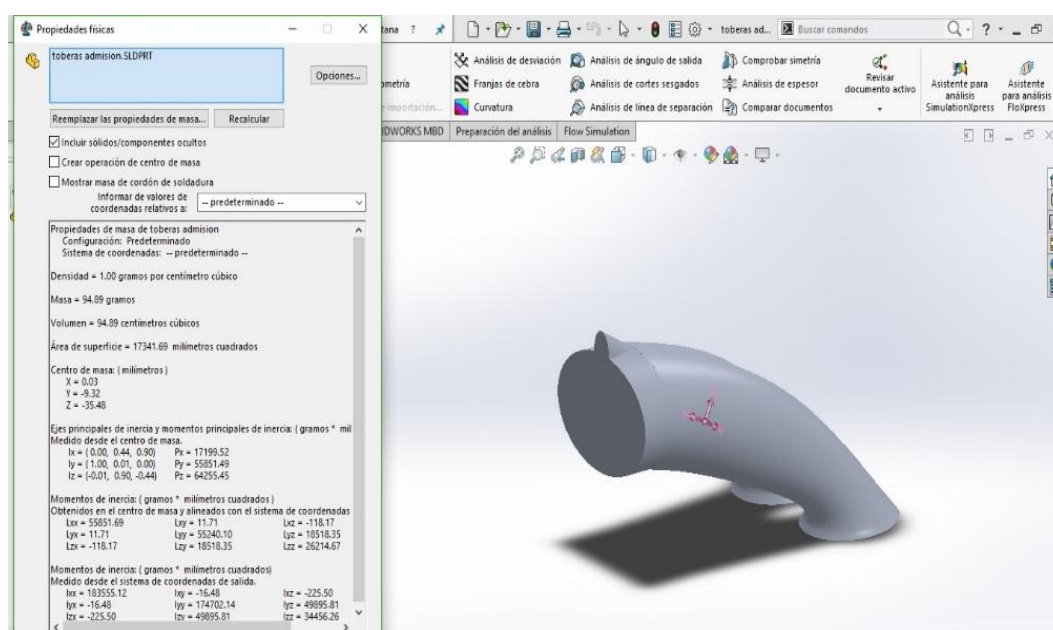 Propiedades físicas
toberas admision.SLDPRT
Opciones...
Reemplazar las propiedades de masa...
Recalcular
Incluir sólidos/componentes ocultos
Crear operación de centro de masa
Mostrar masa de cordón de soldadura
Informar de valores de
coordenadas relativos a:
-- predeterminado --
Propiedades de masa de toberas admision
Configuración: Predeterminado
Sistema de coordenadas: -- predeterminado --
Densidad = 1.00 gramos por centímetro cúbico
Masa = 94.89 gramos
Volumen = 94.89 centímetros cúbicos
Área de superficie = 17341.69 milímetros cuadrados
Centro de masa: ( milímetros )
X = 0.03
Y = -9.32
Z = -35.48
Ejes principales de inercia y momentos principales de inercia: ( gramos * mil
Medido desde el centro de masa.
Ix = ( 0.00, 0.44, 0.90) Px = 17199.52
Iy = ( 1.00, 0.01, 0.00) Py = 55851.49
Iz = (-0.01, 0.90, -0.44) Pz = 64255.45
Momentos de inercia: ( gramos * milímetros cuadrados )
Obtenidos en el centro de masa y alineados con el sistema de coordenadas
Lxx = 55851.69 Lxy = 11.71 Lxz = -118.17
Lyx = 11.71 Lyy = 55240.10 Lyz = 18518.35
Lzx = -118.17 Lzy = 18518.35 Lzz = 26214.67
Momentos de inercia: ( gramos * milímetros cuadrados)
Medido desde el sistema de coordenadas de salida.
Ixx = 183555.12 Ixy = -16.48 Ixz = -225.50
Iyx = -16.48 Iyy = 174702.14 Iyz = 49895.81
Izx = -225.50 Izy = 49895.81 Izz = 34456.26
tana ?
toberas ad...
Buscar comandos
ometría
e importación...
Análisis de desviación
Franjas de cebra
Curvatura
Análisis de ángulo de salida
Análisis de cortes sesgados
Análisis de línea de separación
Comprobar simetría
Análisis de espesor
Comparar documentos
Revisar
documento activo
Asistente para
análisis
SimulationXpress
Asistente
para análisis
FloXpress
IDWORKS MBD
Preparación del análisis
Flow Simulation